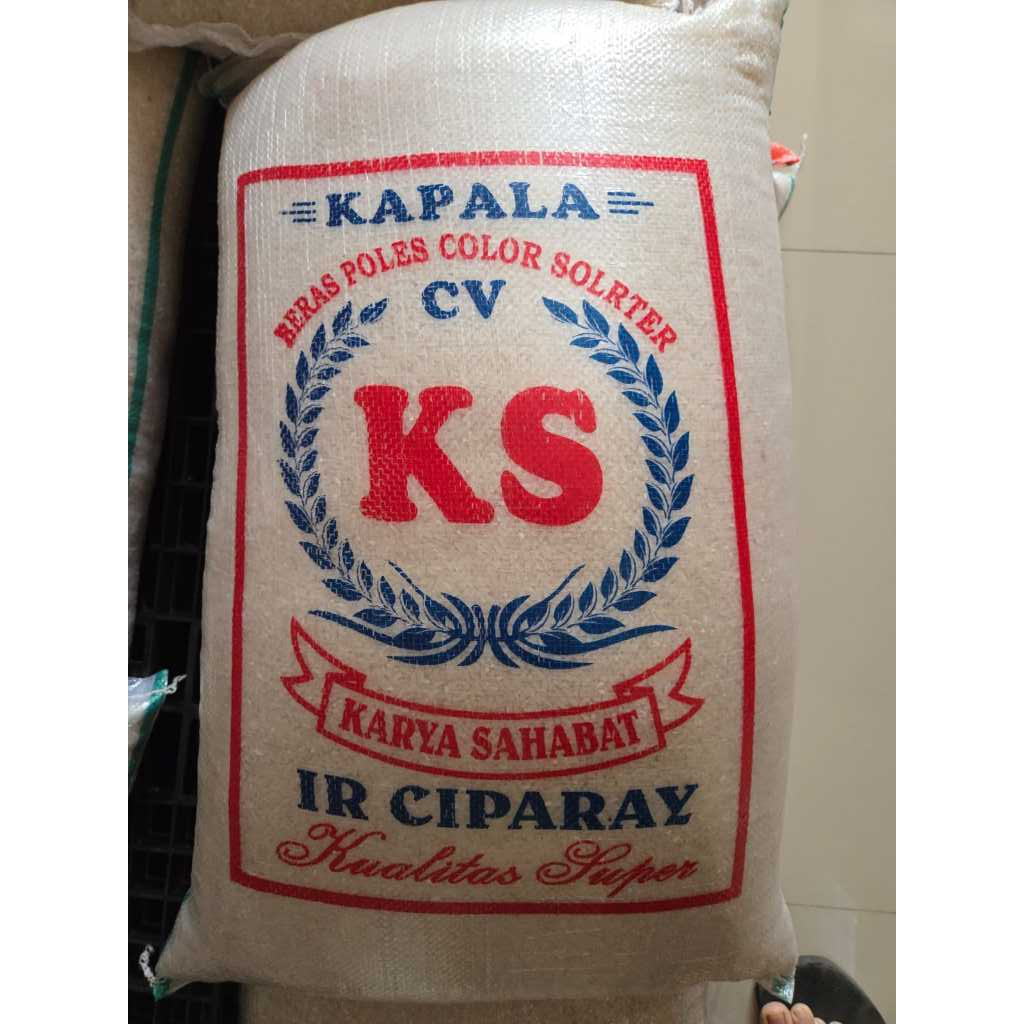 KAPALA
BERAS POLES COLOR SOLRTER
CV
KS
KARYA SAHABAT
IR CIPARAY
Kualitas Super